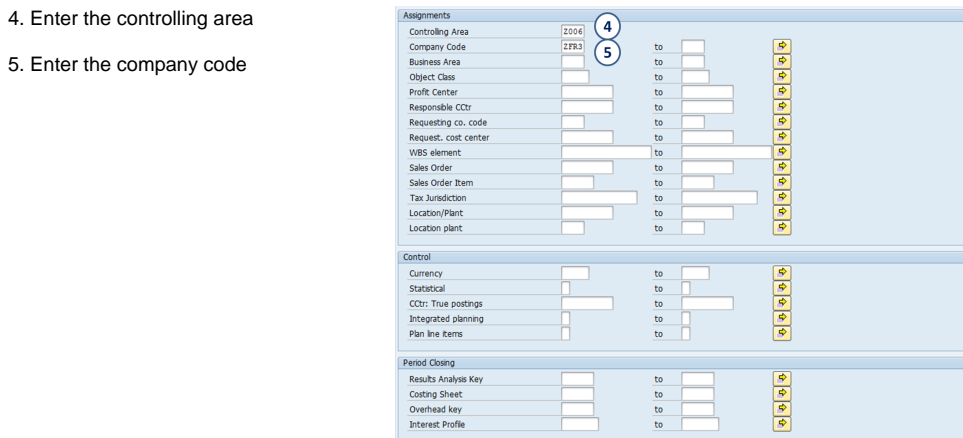 4. Enter the controlling area
5. Enter the company code
Assignments
Controlling Area Z006 4
Company Code ZFR3 5 to
Business Area to
Object Class to
Profit Center to
Responsible CCtr to
Requesting co. code to
Request. cost center to
WBS element to
Sales Order to
Sales Order Item to
Tax Jurisdiction to
Location/Plant to
Location plant to
Control
Currency to
Statistical to
CCtr: True postings to
Integrated planning to
Plan line items to
Period Closing
Results Analysis Key to
Costing Sheet to
Overhead key to
Interest Profile to